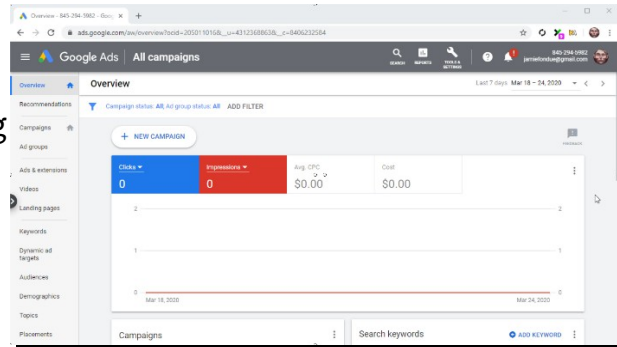 Overview - 845-294-5982 - Goog
ads.google.com/aw/overview?ocid=205011016&__u=4312368863&__c=8406232584
Google Ads | All campaigns
SEARCH REPORTS TOOLS & SETTINGS
845-294-5982
jamiefondue@gmail.com
Overview
Recommendations
Campaigns
Ad groups
Ads & extensions
Videos
Landing pages
Keywords
Dynamic ad targets
Audiences
Demographics
Topics
Placements
Overview
Last 7 days Mar 18 – 24, 2020
Campaign status: All; Ad group status: All ADD FILTER
+ NEW CAMPAIGN
FEEDBACK
Clicks Impressions Avg. CPC Cost
0 0 $0.00 $0.00
2 2
1 1
0 0
Mar 18, 2020 Mar 24, 2020
Campaigns
Search keywords ADD KEYWORD
g